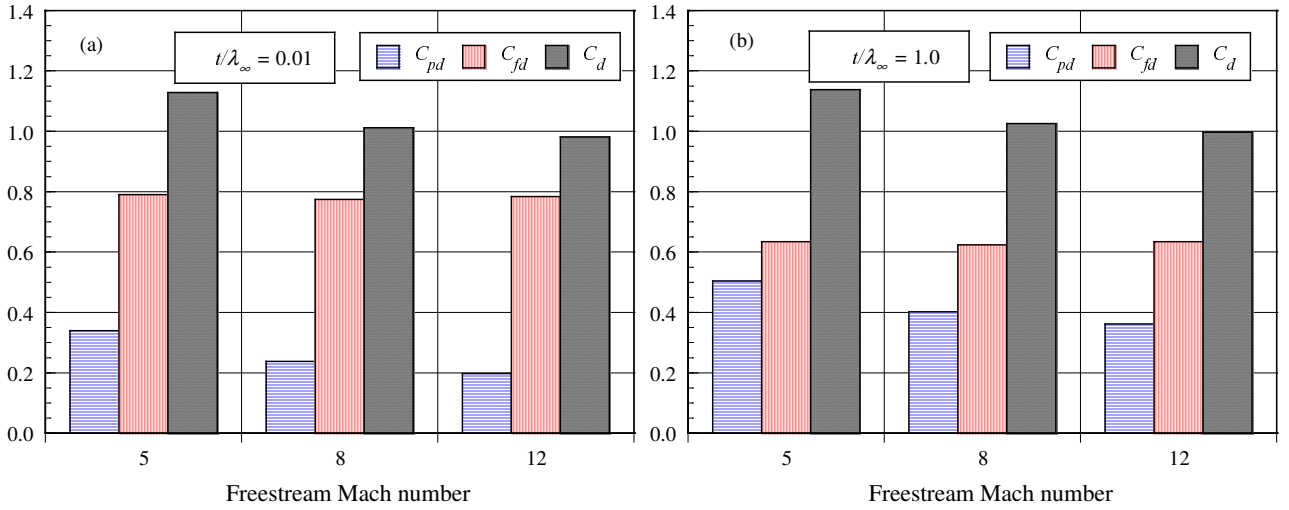 (a)
t/λ∞ = 0.01
Cpd Cfd Cd
1.4
1.2
1.0
0.8
0.6
0.4
0.2
0.0
5 8 12
Freestream Mach number
(b)
t/λ∞ = 1.0
Cpd Cfd Cd
1.4
1.2
1.0
0.8
0.6
0.4
0.2
0.0
5 8 12
Freestream Mach number